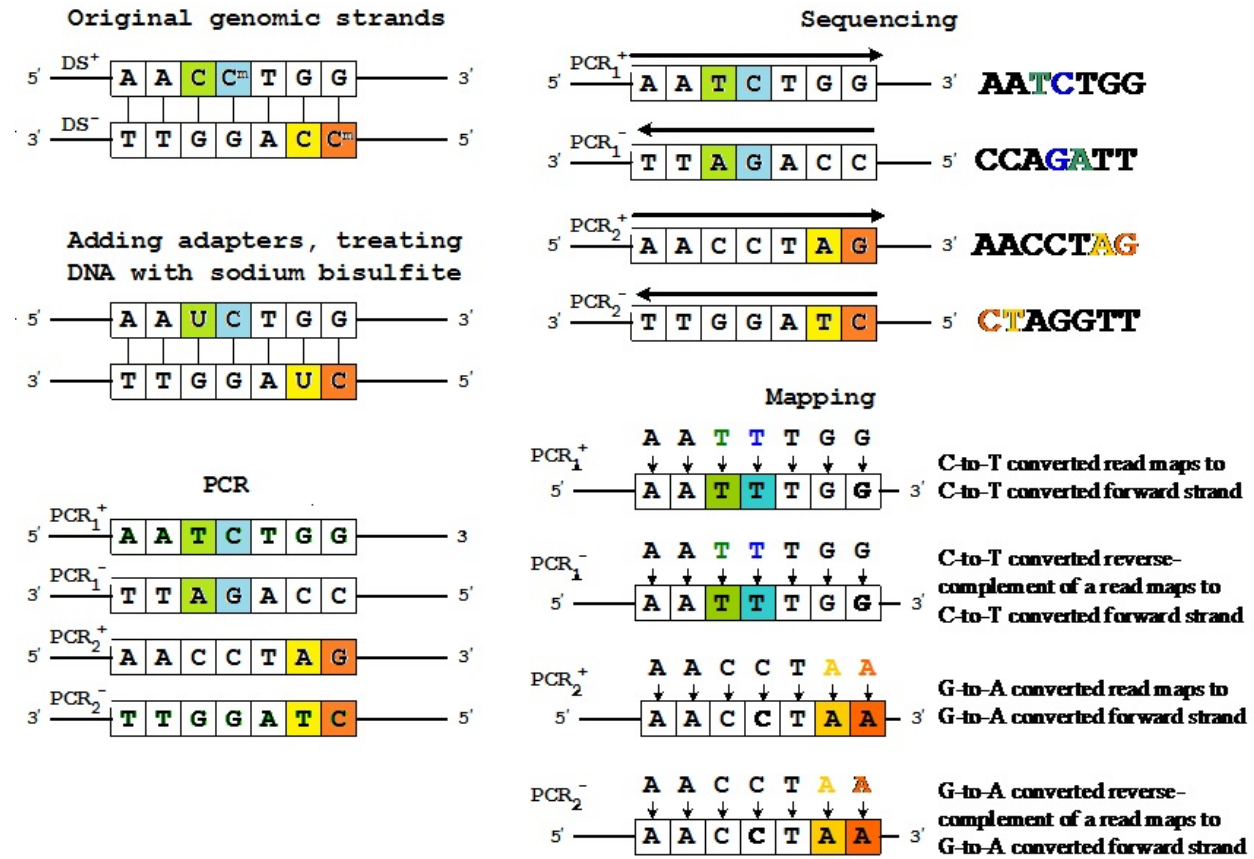 Original genomic strands
5' DS+ A A C Cm T G G 3'
3' DS- T T G G A C Cm 5'
Adding adapters, treating
DNA with sodium bisulfite
5' A A U C T G G 3'
3' T T G G A U C 5'
PCR
5' PCR1+ A A T C T G G 3
3' PCR1- T T A G A C C 5'
5' PCR2+ A A C C T A G 3'
3' PCR2- T T G G A T C 5'
Sequencing
5' PCR1+ A A T C T G G 3' AATCTGG
3' PCR1- T T A G A C C 5' CCAGATT
5' PCR2+ A A C C T A G 3' AACCTAG
3' PCR2- T T G G A T C 5' CTAGGTT
Mapping
A A T T T G G
PCR1+
5' A A T T T G G 3'
C-to-T converted read maps to
C-to-T converted forward strand
A A T T T G G
PCR1-
5' A A T T T G G 3'
C-to-T converted reverse-
complement of a read maps to
C-to-T converted forward strand
A A C C T A A
PCR2+
5' A A C C T A A 3'
G-to-A converted read maps to
G-to-A converted forward strand
A A C C T A A
PCR2-
5' A A C C T A A 3'
G-to-A converted reverse-
complement of a read maps to
G-to-A converted forward strand